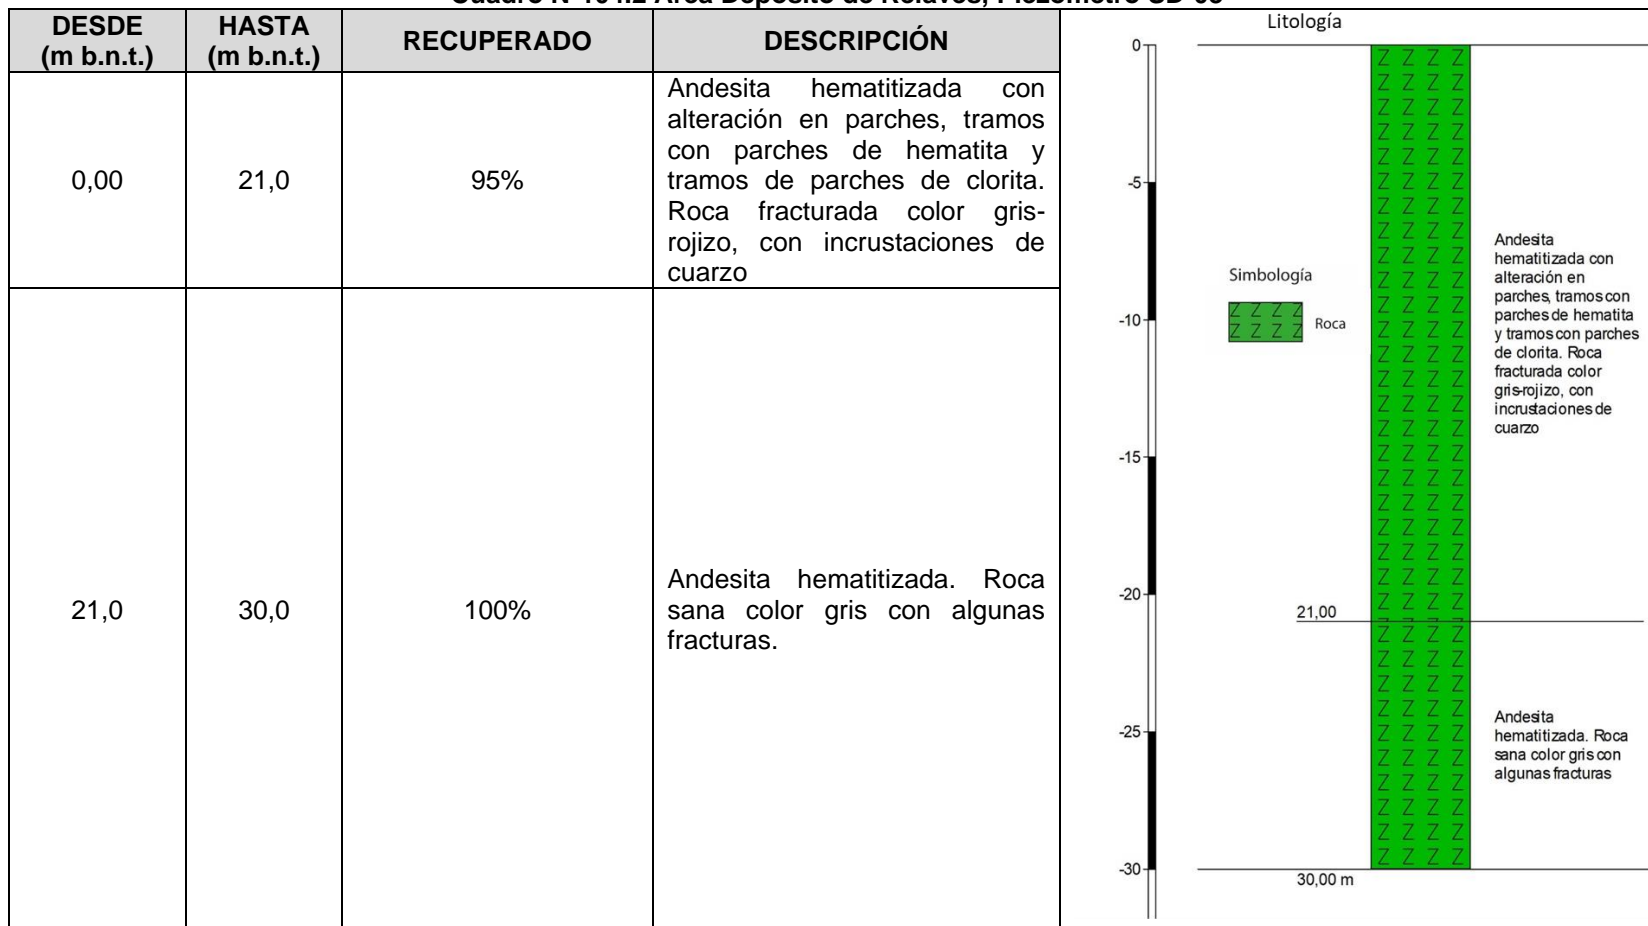 DESDE
(m b.n.t.)
HASTA
(m b.n.t.)
RECUPERADO
DESCRIPCIÓN
0,00
21,0
95%
Andesita hematitizada con
alteración en parches, tramos
con parches de hematita y
tramos de parches de clorita.
Roca fracturada color gris-
rojizo, con incrustaciones de
cuarzo
21,0
30,0
100%
Andesita hematitizada. Roca
sana color gris con algunas
fracturas.
Litología
0
-5
-10
-15
-20
-25
-30
Simbología
Roca
21,00
30,00 m
Andesita
hematitizada con
alteración en
parches, tramos con
parches de hematita
y tramos con parches
de clorita. Roca
fracturada color
gris-rojizo, con
incrustaciones de
cuarzo
Andesita
hematitizada. Roca
sana color gris con
algunas fracturas